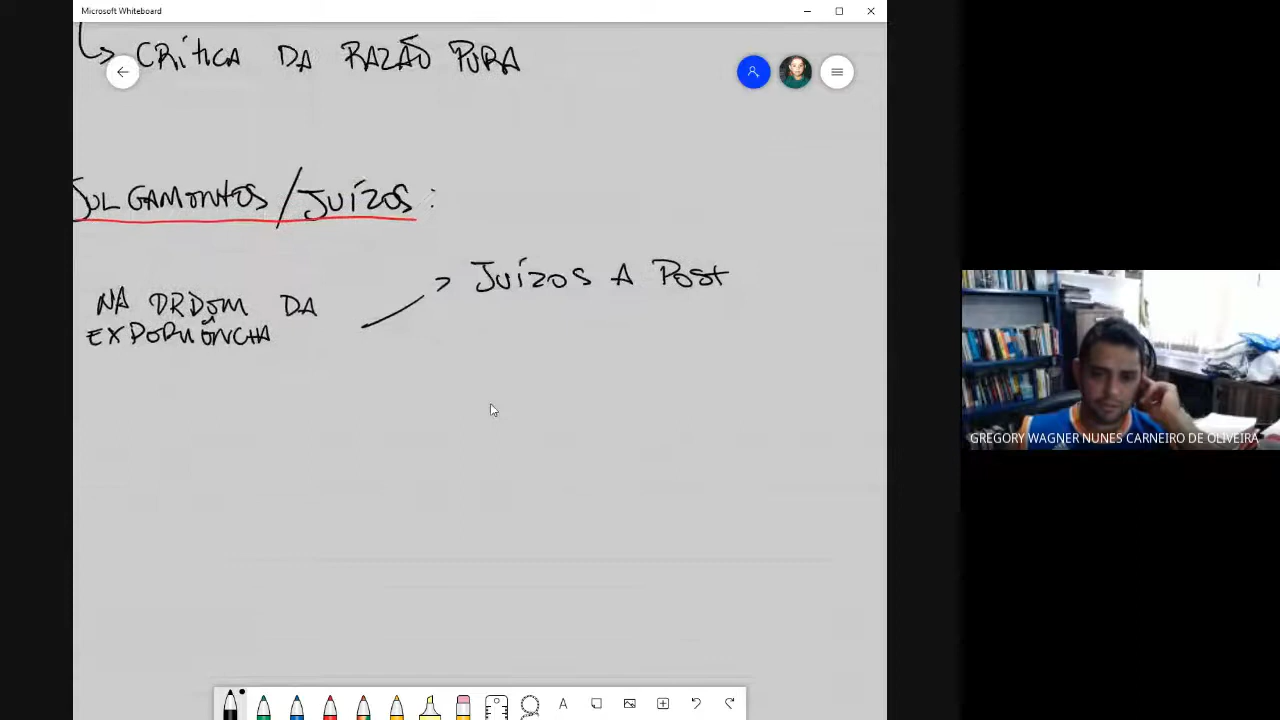 Microsoft Whiteboard
CRÍTICA DA RAZÃO PURA
JULGAMENTOS/JUÍZOS:
JUÍZOS A POST
NA ORDEM DA
EXPERIÊNCIA
GREGORY WAGNER NUNES CARNEIRO DE OLIVEIRA
A